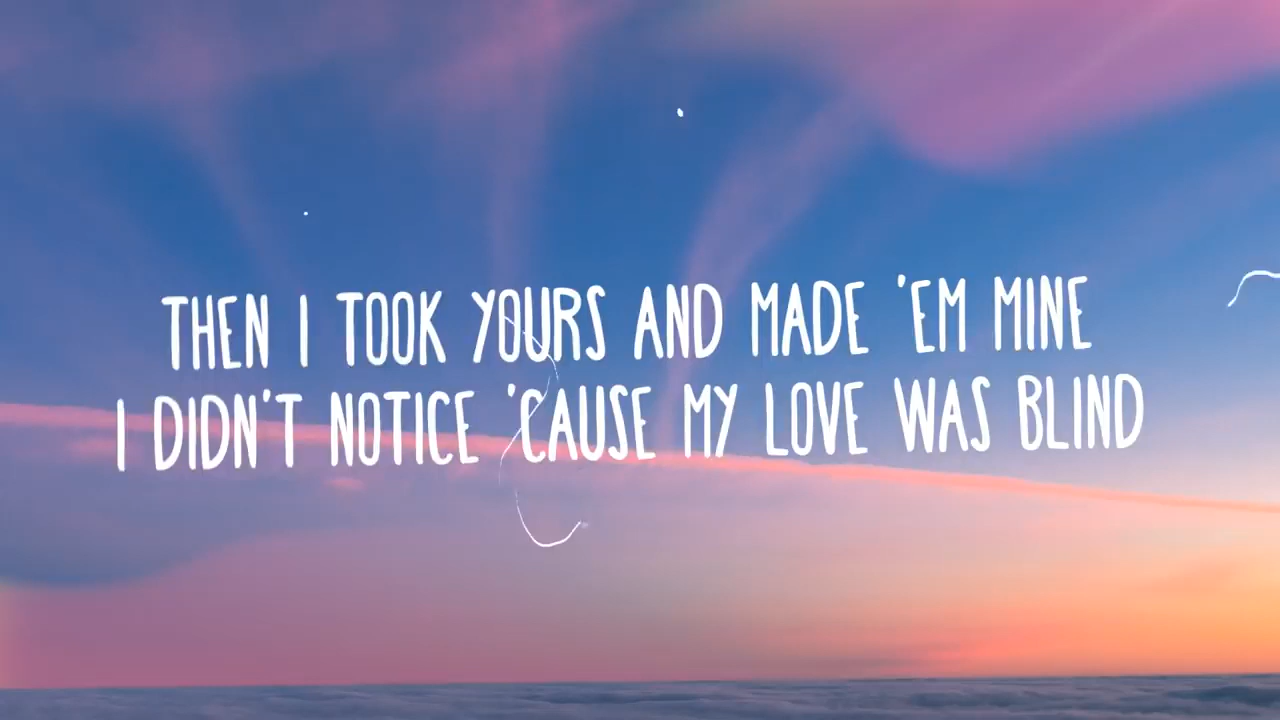 THEN I TOOK YOURS AND MADE 'EM MINE
I DIDN'T NOTICE 'CAUSE MY LOVE WAS BLIND